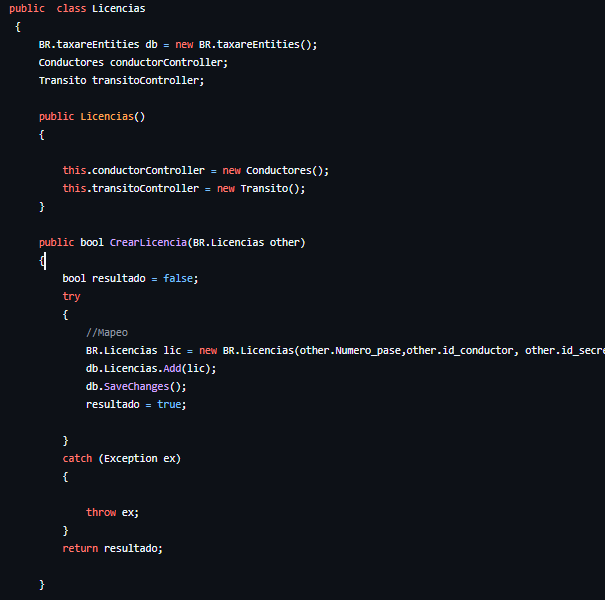 public  class Licencias
{
BR.taxareEntities db = new BR.taxareEntities();
Conductores conductorController;
Transito transitoController;
public Licencias()
{
this.conductorController = new Conductores();
this.transitoController = new Transito();
}
public bool CrearLicencia(BR.Licencias other)
{
bool resultado = false;
try
{
//Mapeo
BR.Licencias lic = new BR.Licencias(other.Numero_pase,other.id_conductor, other.id_secre
db.Licencias.Add(lic);
db.SaveChanges();
resultado = true;
}
catch (Exception ex)
{
throw ex;
}
return resultado;
}